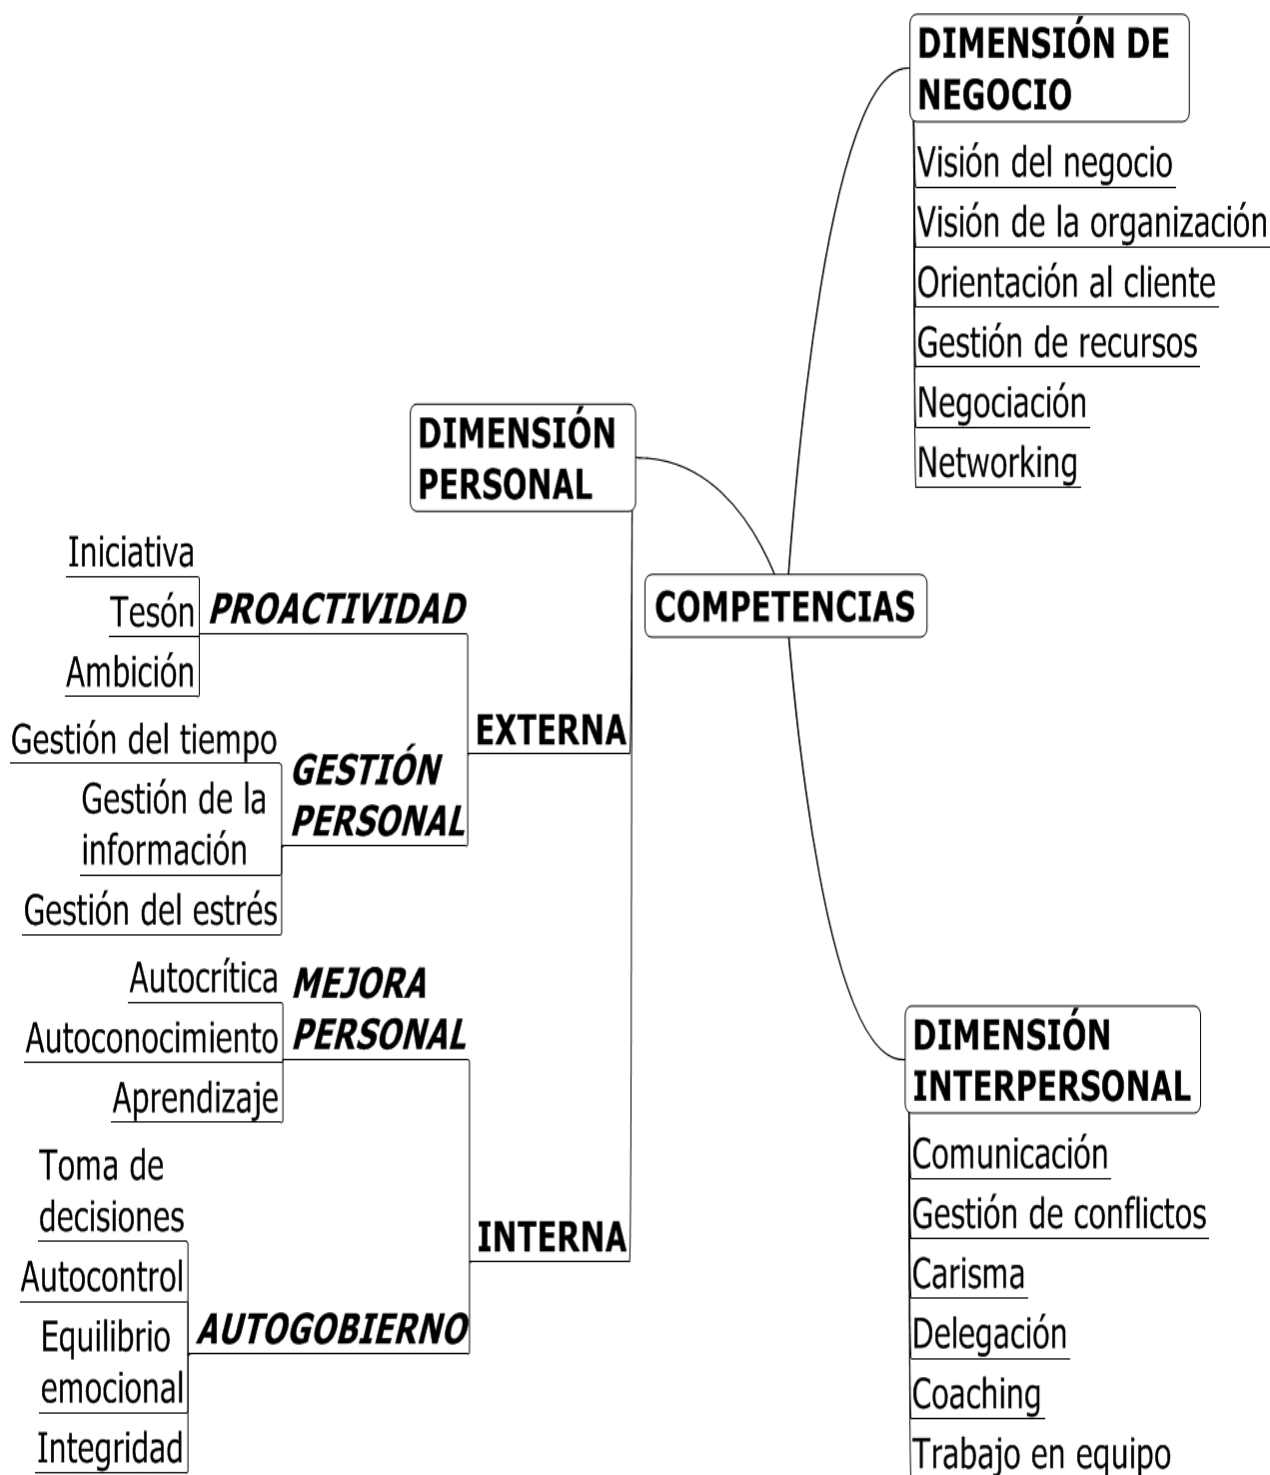 DIMENSIÓN DE
NEGOCIO
Visión del negocio
Visión de la organización
Orientación al cliente
Gestión de recursos
Negociación
Networking
DIMENSIÓN
PERSONAL
COMPETENCIAS
EXTERNA
PROACTIVIDAD
Iniciativa
Tesón
Ambición
GESTIÓN
PERSONAL
Gestión del tiempo
Gestión de la
información
Gestión del estrés
INTERNA
MEJORA
PERSONAL
Autocrítica
Autoconocimiento
Aprendizaje
AUTOGOBIERNO
Toma de
decisiones
Autocontrol
Equilibrio
emocional
Integridad
DIMENSIÓN
INTERPERSONAL
Comunicación
Gestión de conflictos
Carisma
Delegación
Coaching
Trabajo en equipo